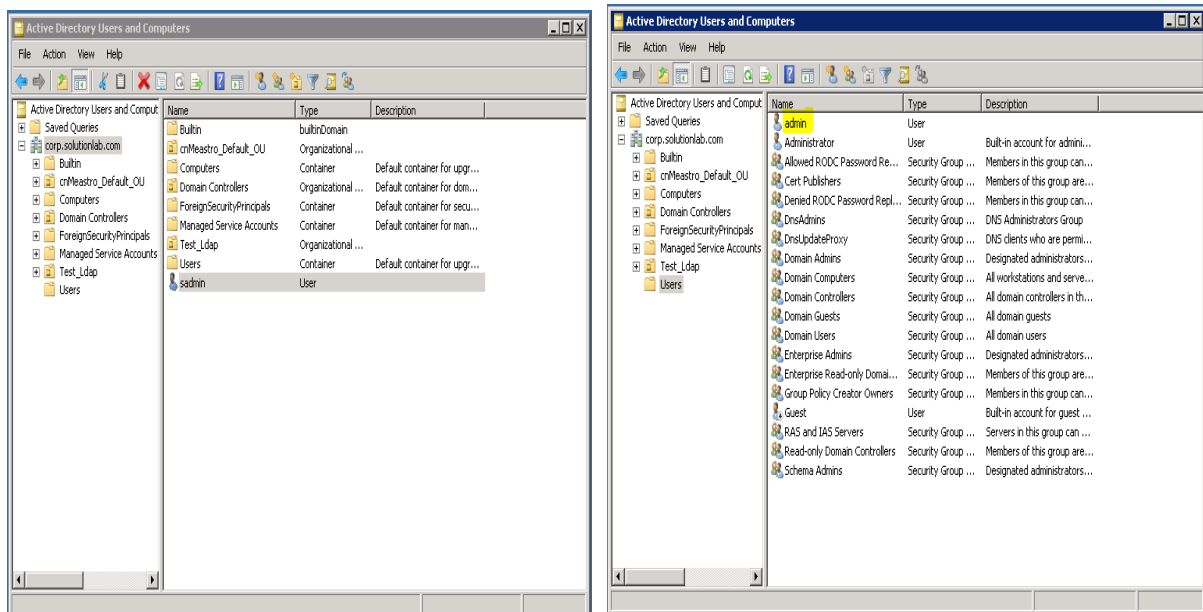 Active Directory Users and Computers
File Action View Help
Active Directory Users and Comput
Saved Queries
corp.solutionlab.com
Builtin
cnMeastro_Default_OU
Computers
Domain Controllers
ForeignSecurityPrincipals
Managed Service Accounts
Test_Ldap
Users
Name Type Description
Builtin builtinDomain
cnMeastro_Default_OU Organizational ...
Computers Container Default container for upgr...
Domain Controllers Organizational ... Default container for dom...
ForeignSecurityPrincipals Container Default container for secu...
Managed Service Accounts Container Default container for man...
Test_Ldap Organizational ...
Users Container Default container for upgr...
sadmin User
Active Directory Users and Computers
File Action View Help
Active Directory Users and Comput
Saved Queries
corp.solutionlab.com
Builtin
cnMeastro_Default_OU
Computers
Domain Controllers
ForeignSecurityPrincipals
Managed Service Accounts
Test_Ldap
Users
Name Type Description
admin User
Administrator User Built-in account for admini...
Allowed RODC Password Re... Security Group ... Members in this group can...
Cert Publishers Security Group ... Members of this group are...
Denied RODC Password Repl... Security Group ... Members in this group can...
DnsAdmins Security Group ... DNS Administrators Group
DnsUpdateProxy Security Group ... DNS clients who are permi...
Domain Admins Security Group ... Designated administrators...
Domain Computers Security Group ... All workstations and serve...
Domain Controllers Security Group ... All domain controllers in th...
Domain Guests Security Group ... All domain guests
Domain Users Security Group ... All domain users
Enterprise Admins Security Group ... Designated administrators...
Enterprise Read-only Domai... Security Group ... Members of this group are...
Group Policy Creator Owners Security Group ... Members in this group can...
Guest User Built-in account for guest ...
RAS and IAS Servers Security Group ... Servers in this group can ...
Read-only Domain Controllers Security Group ... Members of this group are...
Schema Admins Security Group ... Designated administrators...